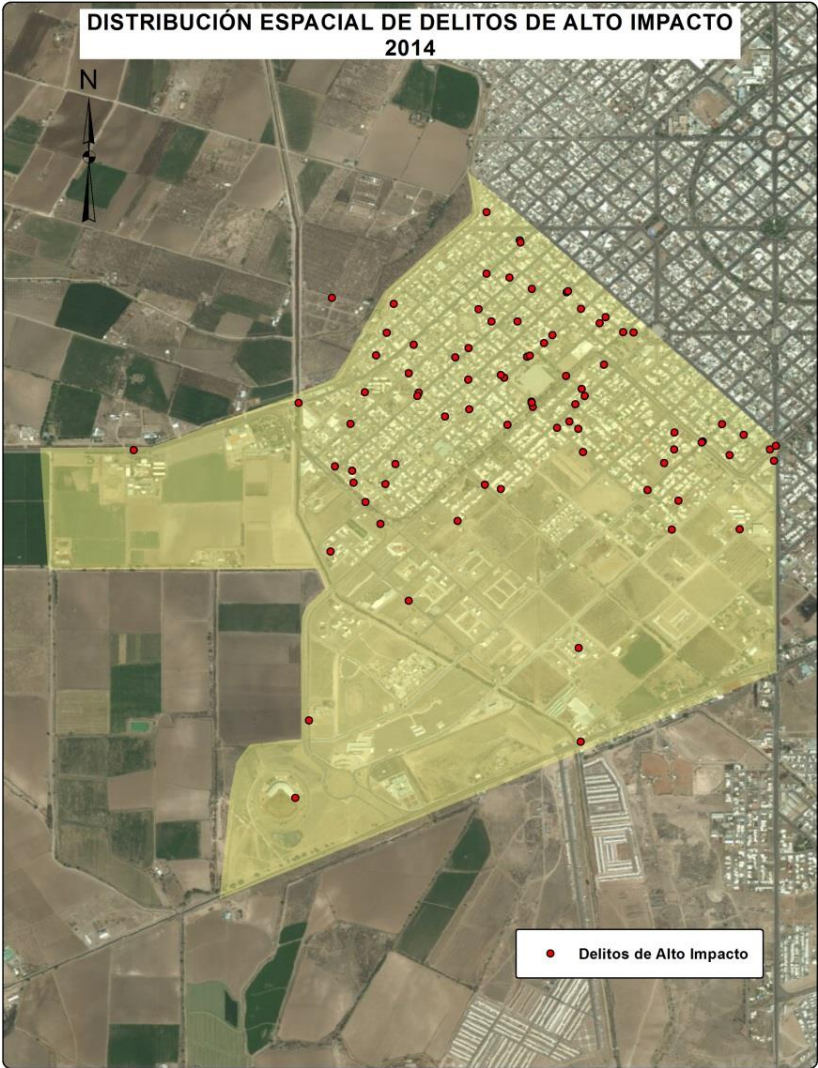 DISTRIBUCIÓN ESPACIAL DE DELITOS DE ALTO IMPACTO
2014
N
Delitos de Alto Impacto